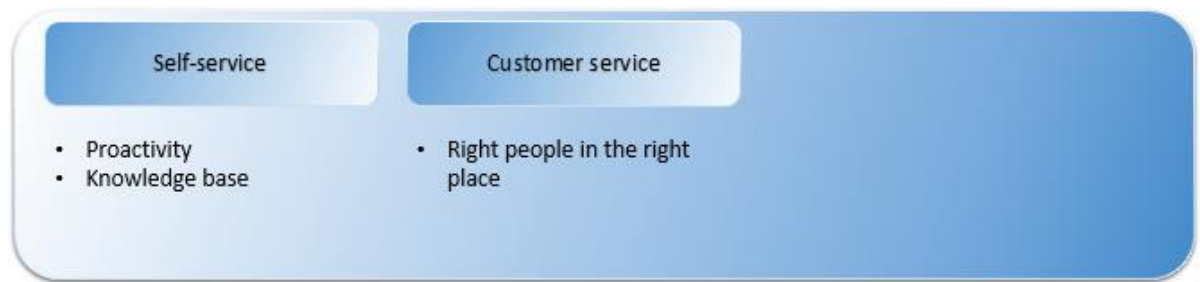 Self-service
Customer service
• Proactivity
• Knowledge base
• Right people in the right
place